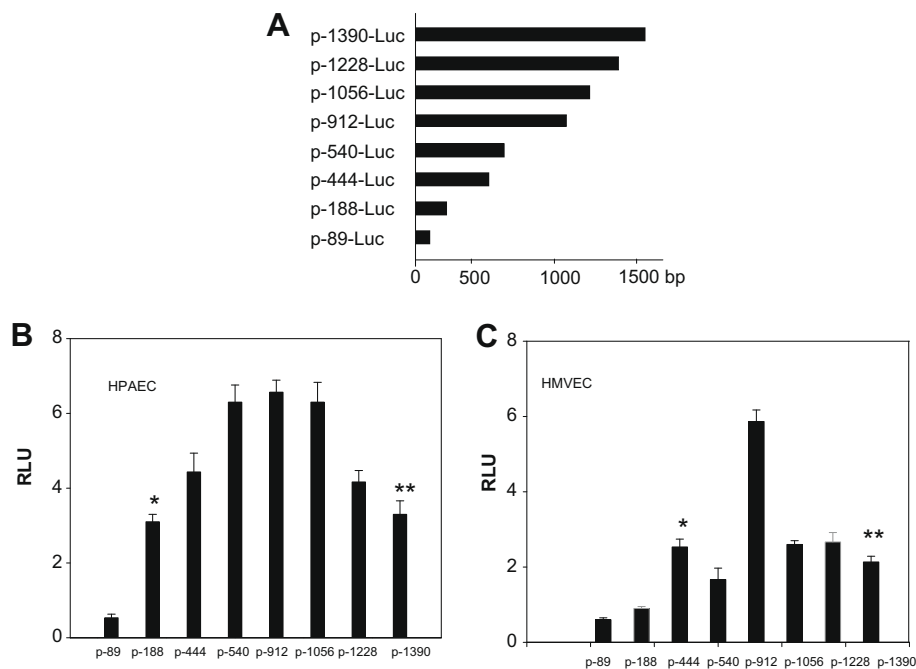 A
p-1390-Luc
p-1228-Luc
p-1056-Luc
p-912-Luc
p-540-Luc
p-444-Luc
p-188-Luc
p-89-Luc
0 500 1000 1500 bp
B
HPAEC
RLU
8
6
4
2
0
*
**
p-89 p-188 p-444 p-540 p-912 p-1056 p-1228 p-1390
C
HMVEC
RLU
8
6
4
2
0
*
**
p-89 p-188 p-444 p-540 p-912 p-1056 p-1228 p-1390